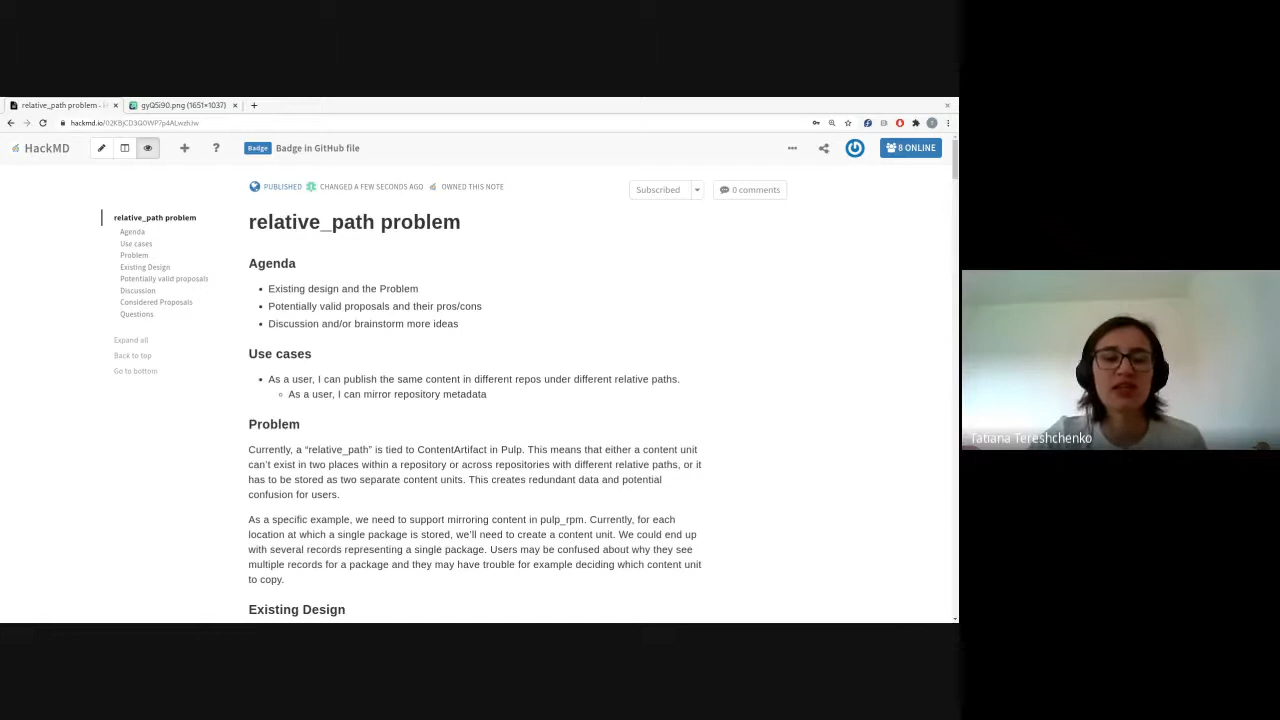 relative_path problem -
gyQ5i90.png (1651×1037)
hackmd.io/
HackMD
Badge
Badge in GitHub file
8 ONLINE
PUBLISHED
CHANGED A FEW SECONDS AGO
OWNED THIS NOTE
Subscribed
0 comments
relative_path problem
Agenda
Use cases
Problem
Existing Design
Potentially valid proposals
Discussion
Considered Proposals
Questions
Expand all
Back to top
Go to bottom
relative_path problem
Agenda
• Existing design and the Problem
• Potentially valid proposals and their pros/cons
• Discussion and/or brainstorm more ideas
Use cases
• As a user, I can publish the same content in different repos under different relative paths.
◦ As a user, I can mirror repository metadata
Problem
Currently, a “relative_path” is tied to ContentArtifact in Pulp. This means that either a content unit
can’t exist in two places within a repository or across repositories with different relative paths, or it
has to be stored as two separate content units. This creates redundant data and potential
confusion for users.
As a specific example, we need to support mirroring content in pulp_rpm. Currently, for each
location at which a single package is stored, we’ll need to create a content unit. We could end up
with several records representing a single package. Users may be confused about why they see
multiple records for a package and they may have trouble for example deciding which content unit
to copy.
Existing Design
Tatiana Tereshchenko